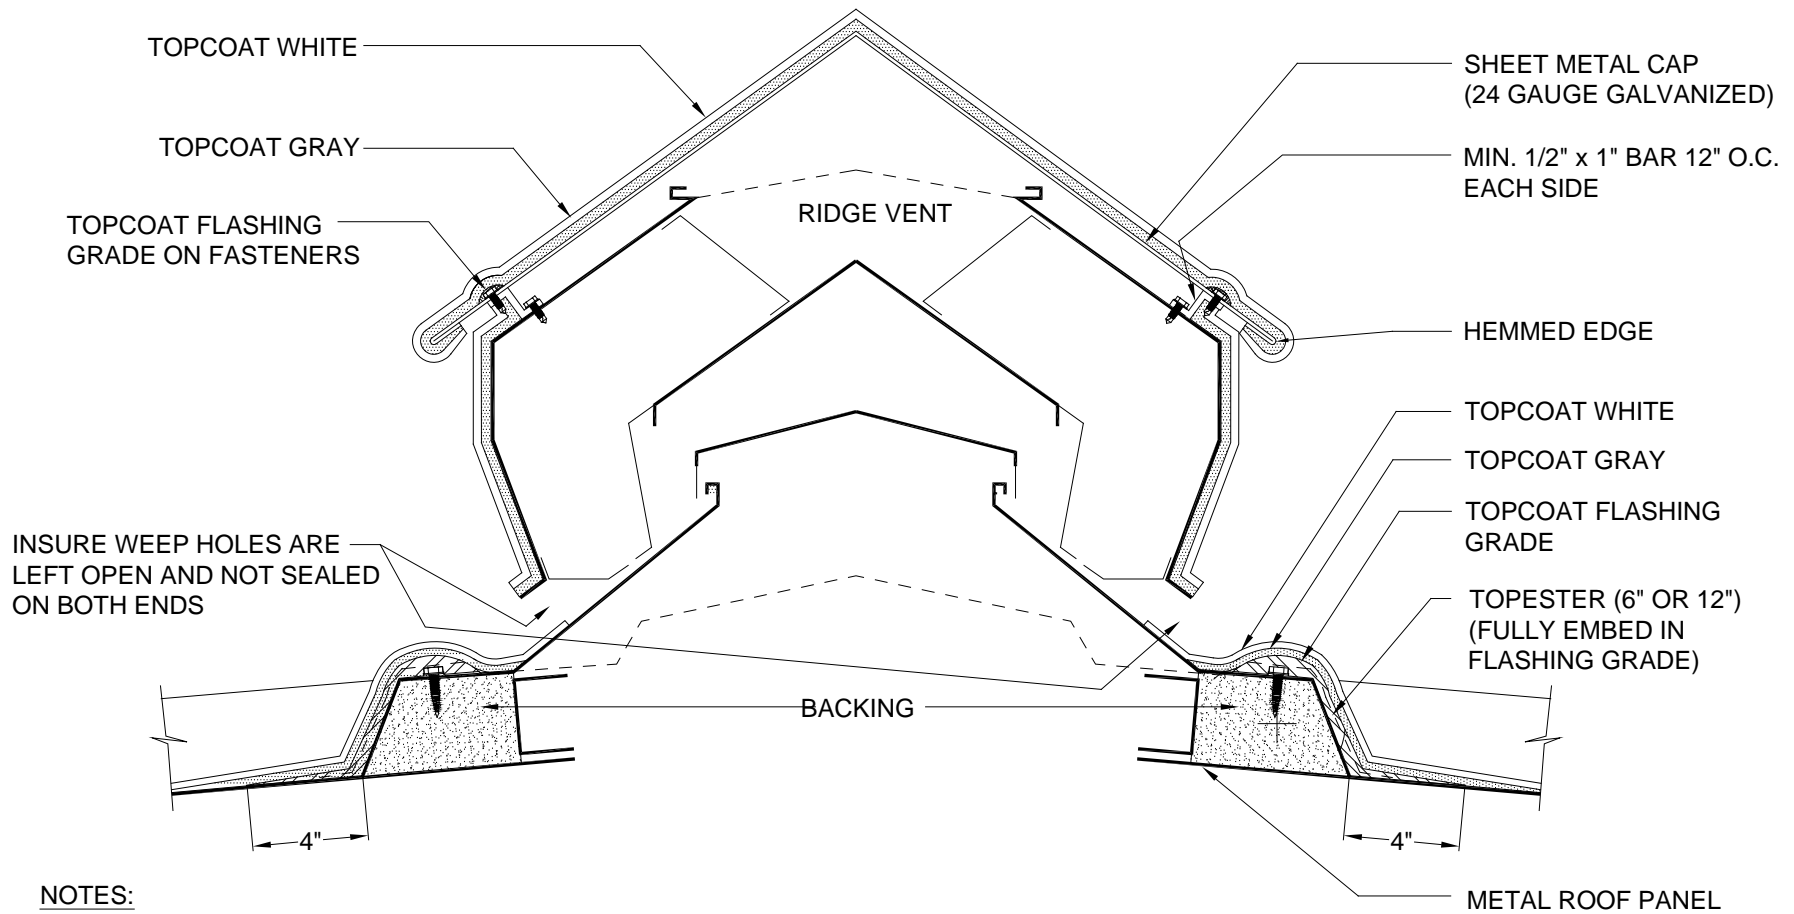 TOPCOAT WHITE
TOPCOAT GRAY
TOPCOAT FLASHING
GRADE ON FASTENERS
INSURE WEEP HOLES ARE
LEFT OPEN AND NOT SEALED
ON BOTH ENDS
RIDGE VENT
BACKING
SHEET METAL CAP
(24 GAUGE GALVANIZED)
MIN. 1/2" x 1" BAR 12" O.C.
EACH SIDE
HEMMED EDGE
TOPCOAT WHITE
TOPCOAT GRAY
TOPCOAT FLASHING
GRADE
TOPESTER (6" OR 12")
(FULLY EMBED IN
FLASHING GRADE)
4"
4"
METAL ROOF PANEL
NOTES: